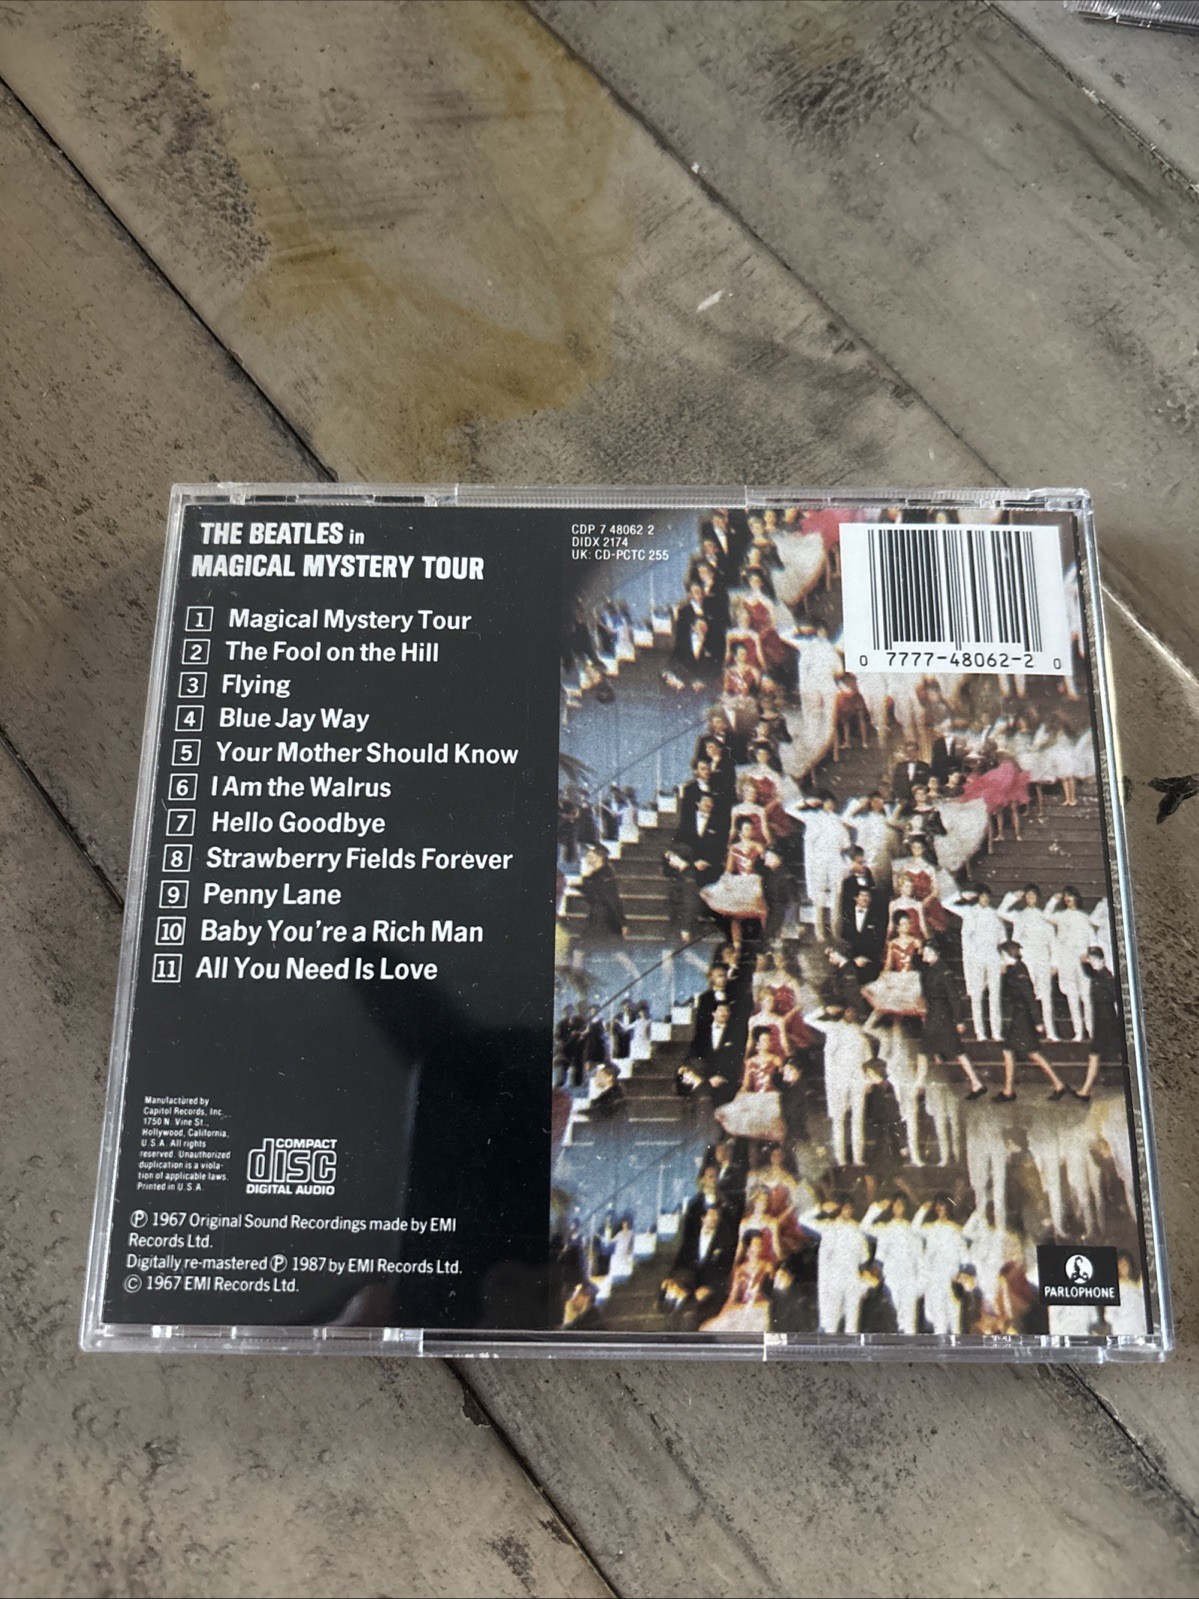 THE BEATLES in
MAGICAL MYSTERY TOUR
1 Magical Mystery Tour
2 The Fool on the Hill
3 Flying
4 Blue Jay Way
5 Your Mother Should Know
6 I Am the Walrus
7 Hello Goodbye
8 Strawberry Fields Forever
9 Penny Lane
10 Baby You're a Rich Man
11 All You Need Is Love
CDP 7 48062 2
DIDX 2174
UK: CD-PCTC 255
0 7777-48062-2 0
Manufactured by
Capitol Records, Inc.,
1750 N. Vine St.,
Hollywood, California,
U.S.A. All rights
reserved. Unauthorized
duplication is a viola-
tion of applicable laws.
Printed in U.S.A.
COMPACT
disc
DIGITAL AUDIO
Ⓟ 1967 Original Sound Recordings made by EMI
Records Ltd.
Digitally re-mastered Ⓟ 1987 by EMI Records Ltd.
© 1967 EMI Records Ltd.
PARLOPHONE